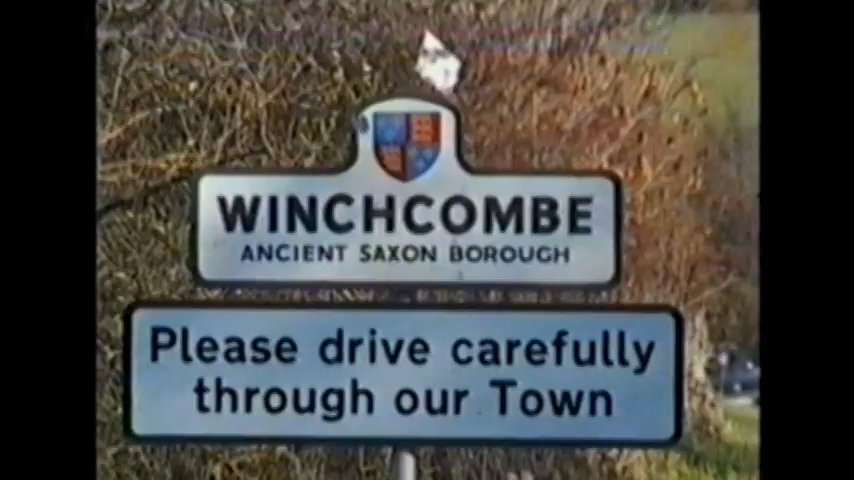 WINCHCOMBE
ANCIENT SAXON BOROUGH
Please drive carefully
through our Town